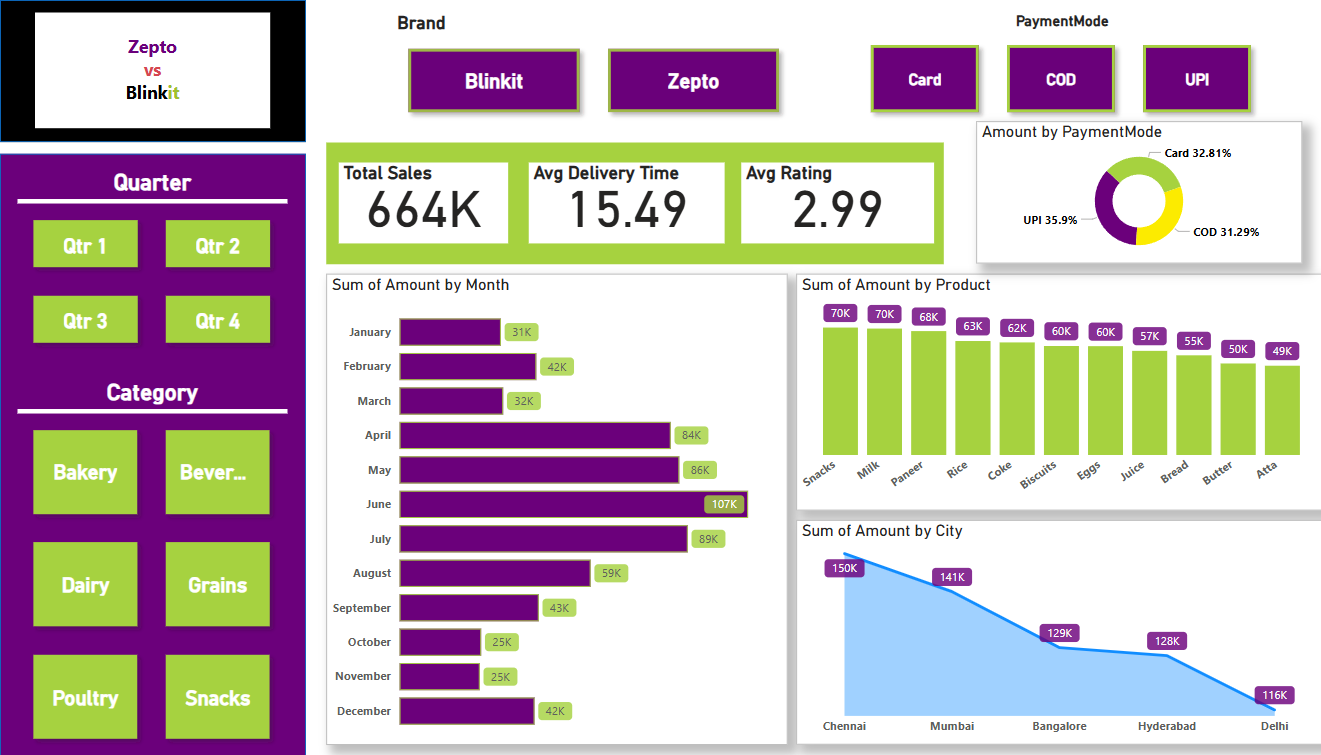 Zepto
vs
Blinkit
Brand
Blinkit
Zepto
PaymentMode
Card
COD
UPI
Quarter
Qtr 1
Qtr 2
Qtr 3
Qtr 4
Category
Bakery
Bever...
Dairy
Grains
Poultry
Snacks
Total Sales
664K
Avg Delivery Time
15.49
Avg Rating
2.99
Amount by PaymentMode
Card 32.81%
UPI 35.9%
COD 31.29%
Sum of Amount by Month
January 31K
February 42K
March 32K
April 84K
May 86K
June 107K
July 89K
August 59K
September 43K
October 25K
November 25K
December 42K
Sum of Amount by Product
70K 70K 68K 63K 62K 60K 60K 57K 55K 50K 49K
Snacks Milk Paneer Rice Coke Biscuits Eggs Juice Bread Butter Atta
Sum of Amount by City
150K 141K 129K 128K 116K
Chennai Mumbai Bangalore Hyderabad Delhi